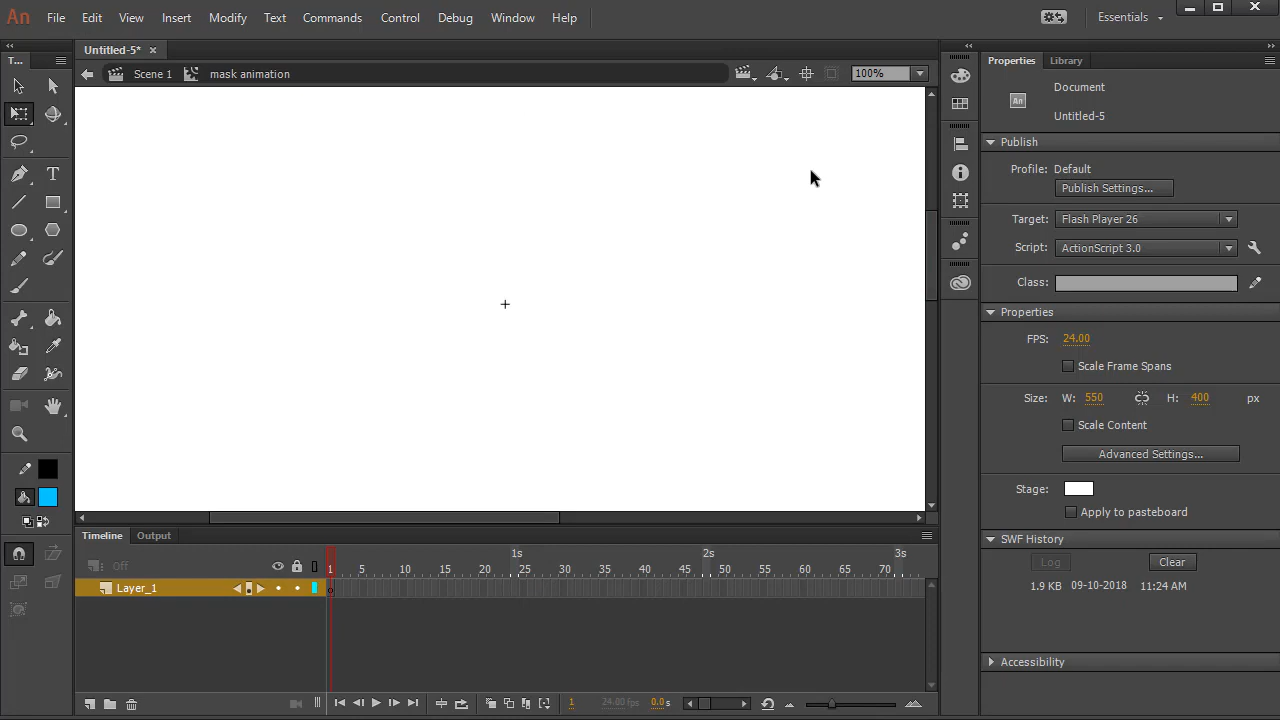 An File Edit View Insert Modify Text Commands Control Debug Window Help Essentials
Untitled-5* ×
T...
Scene 1 mask animation 100%
Properties Library
Document
An
Untitled-5
Publish
Profile: Default
Publish Settings...
Target: Flash Player 26
Script: ActionScript 3.0
Class:
Properties
FPS: 24.00
Scale Frame Spans
Size: W: 550 H: 400 px
Scale Content
Advanced Settings...
Stage:
Apply to pasteboard
SWF History
Log Clear
1.9 KB 09-10-2018 11:24 AM
Accessibility
Timeline Output
1s 2s 3s
Off 1 5 10 15 20 25 30 35 40 45 50 55 60 65 70
Layer_1
1 24.00 fps 0.0 s